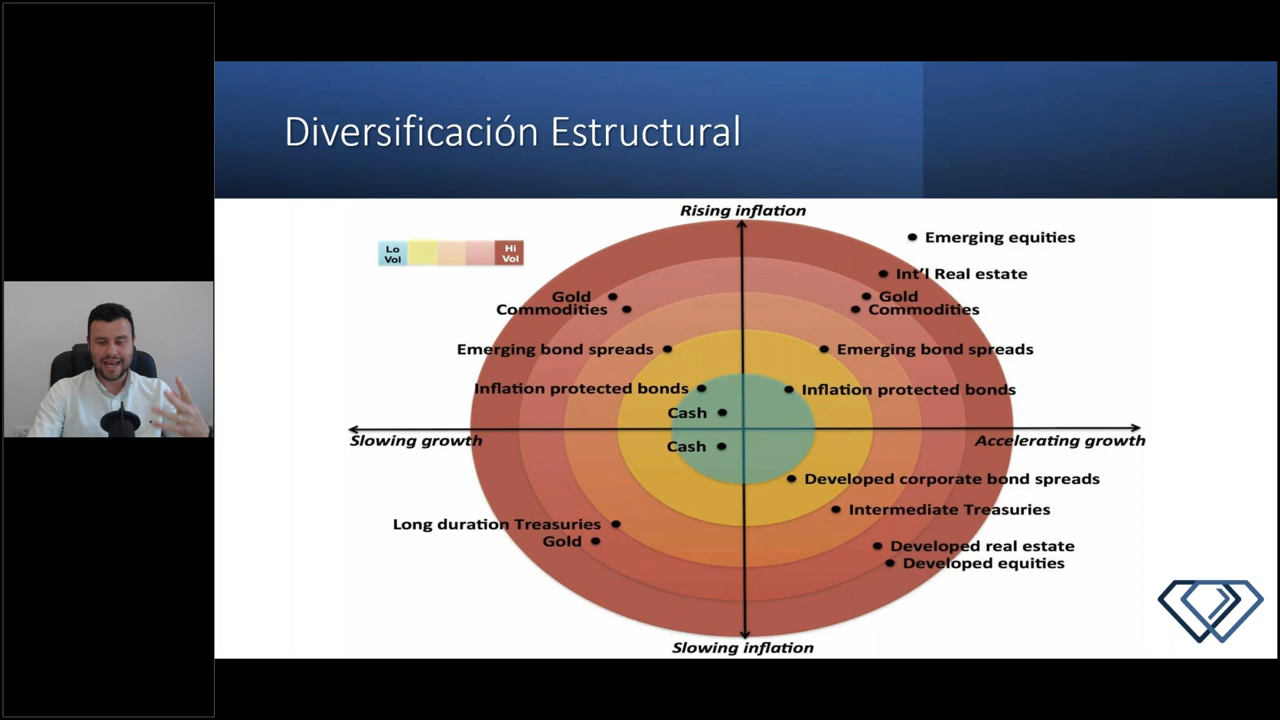 Diversificación Estructural
Rising inflation
Lo Vol
Hi Vol
Emerging equities
Int'l Real estate
Gold
Gold
Commodities
Commodities
Emerging bond spreads
Emerging bond spreads
Inflation protected bonds
Inflation protected bonds
Cash
Slowing growth
Accelerating growth
Cash
Developed corporate bond spreads
Intermediate Treasuries
Long duration Treasuries
Gold
Developed real estate
Developed equities
Slowing inflation